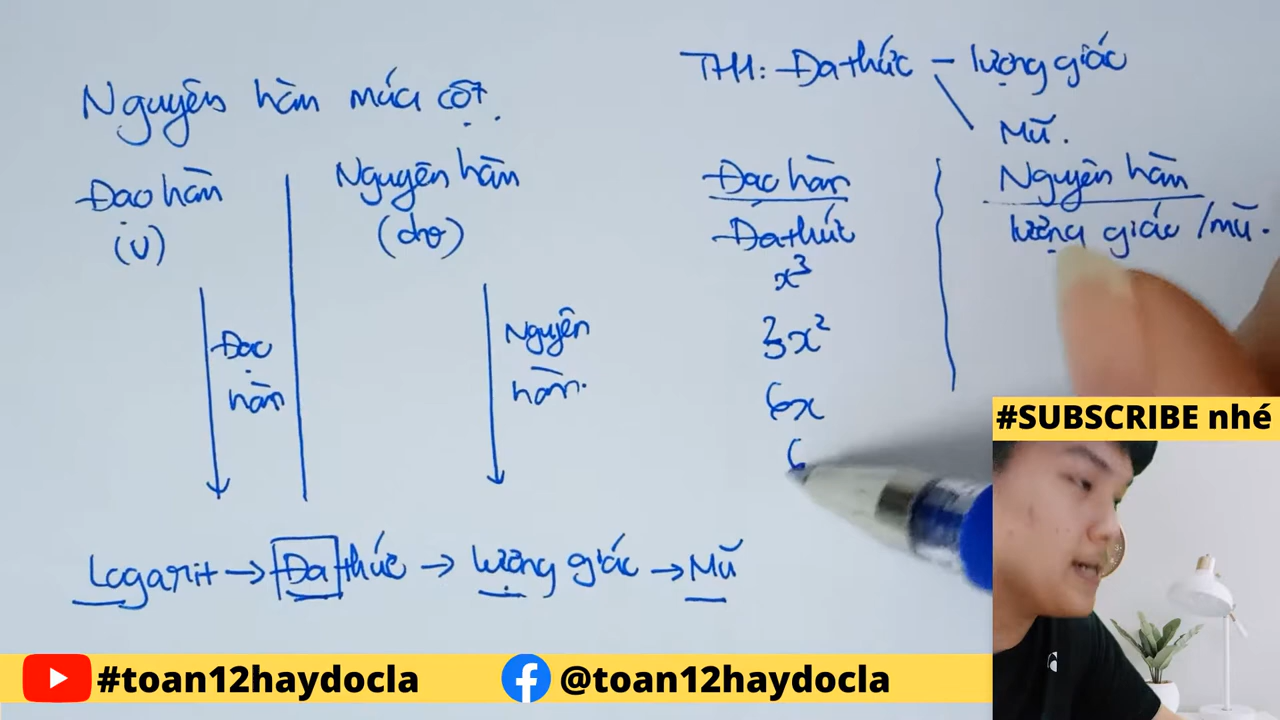 Nguyên hàm 2 cột.
Đạo hàm
(u)
Nguyên hàm
(dv)
Đạo
hàm
Nguyên
hàm.
Logarit → Đa thức → lượng giác → Mũ
TH1: Đa thức - lượng giác
Mũ.
Đạo hàm
Đa thức
x³
3x²
6x
6
Nguyên hàm
lượng giác / mũ.
#SUBSCRIBE nhé
#toan12haydocla
@toan12haydocla